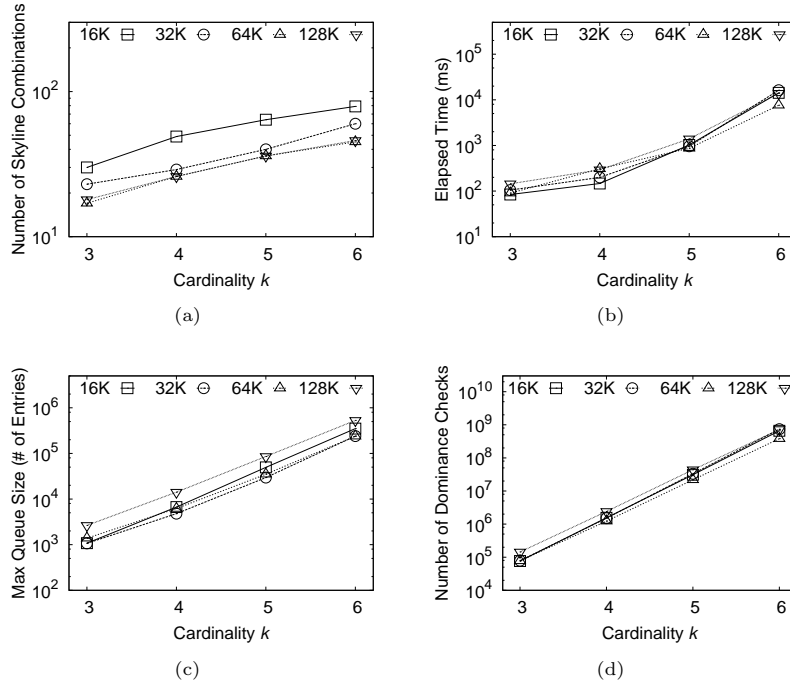 16K 32K 64K 128K
Number of Skyline Combinations
10^2
10^1
3 4 5 6
Cardinality k
(a)
16K 32K 64K 128K
Elapsed Time (ms)
10^5
10^4
10^3
10^2
10^1
3 4 5 6
Cardinality k
(b)
16K 32K 64K 128K
Max Queue Size (# of Entries)
10^6
10^5
10^4
10^3
10^2
3 4 5 6
Cardinality k
(c)
16K 32K 64K 128K
Number of Dominance Checks
10^10
10^9
10^8
10^7
10^6
10^5
10^4
3 4 5 6
Cardinality k
(d)